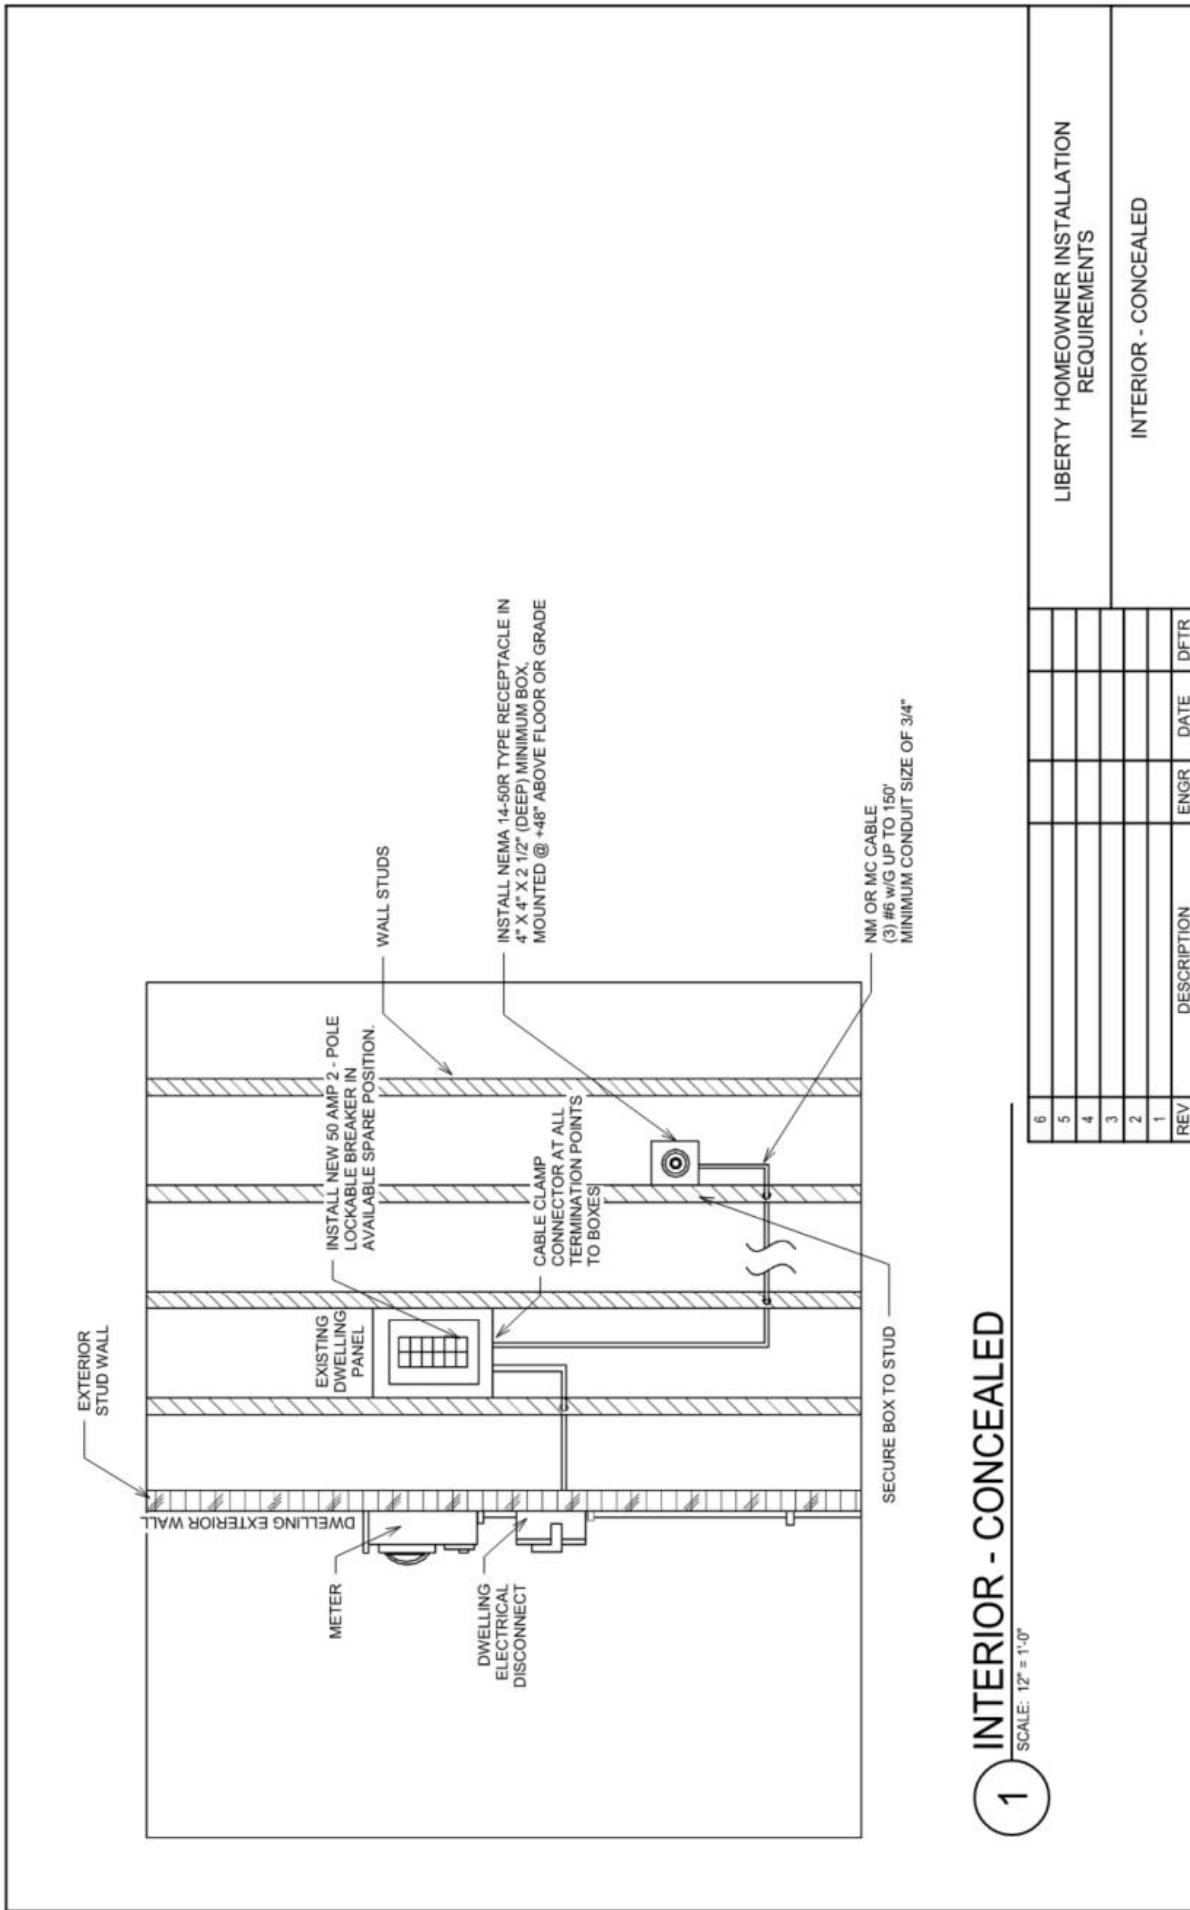 EXTERIOR
STUD WALL
DWELLING EXTERIOR WALL
METER
DWELLING
ELECTRICAL
DISCONNECT
EXISTING
DWELLING
PANEL
INSTALL NEW 50 AMP 2 - POLE
LOCKABLE BREAKER IN
AVAILABLE SPARE POSITION.
WALL STUDS
CABLE CLAMP
CONNECTOR AT ALL
TERMINATION POINTS
TO BOXES
INSTALL NEMA 14-50R TYPE RECEPTACLE IN
4" X 4" X 2 1/2" (DEEP) MINIMUM BOX,
MOUNTED @ +48" ABOVE FLOOR OR GRADE
SECURE BOX TO STUD
NM OR MC CABLE
(3) #6 w/G UP TO 150'
MINIMUM CONDUIT SIZE OF 3/4"
1
INTERIOR - CONCEALED
SCALE: 12" = 1'-0"
6
5
4
3
2
1
REV DESCRIPTION ENGR DATE DFTR
LIBERTY HOMEOWNER INSTALLATION
REQUIREMENTS
INTERIOR - CONCEALED